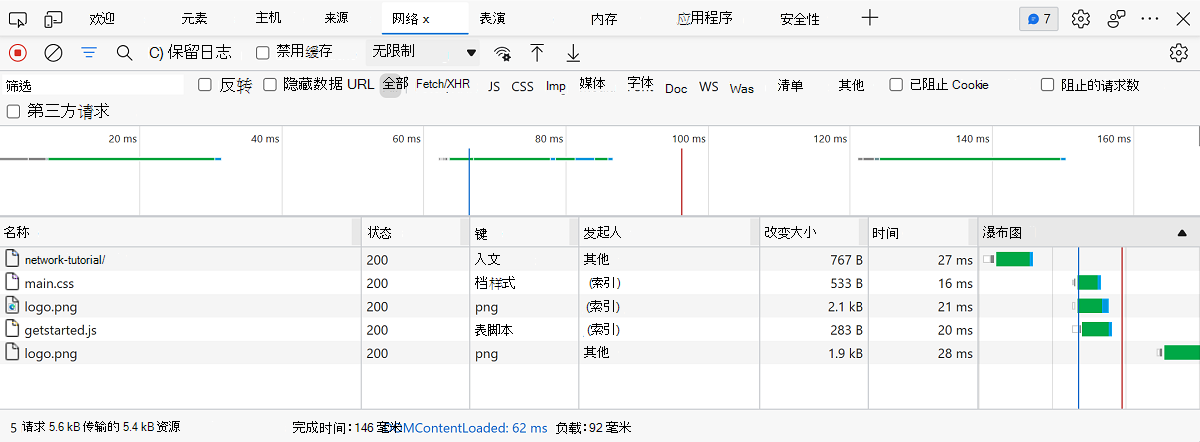 欢迎 元素 主机 来源 网络 x 表演 内存 应用程序 安全性 7
C) 保留日志 禁用缓存 无限制
筛选 反转 隐藏数据 URL 全部 Fetch/XHR JS CSS Imp 媒体 字体 Doc WS Was 清单 其他 已阻止 Cookie 阻止的请求数
第三方请求
20 ms 40 ms 60 ms 80 ms 100 ms 120 ms 140 ms 160 ms
名称 状态 键 发起人 改变大小 时间 瀑布图
network-tutorial/ 200 入文 其他 767 B 27 ms
main.css 200 档样式 (索引) 533 B 16 ms
logo.png 200 png (索引) 2.1 kB 21 ms
getstarted.js 200 表脚本 (索引) 283 B 20 ms
logo.png 200 png 其他 1.9 kB 28 ms
5 请求 5.6 kB 传输的 5.4 kB 资源 完成时间：146 毫米 DOMContentLoaded: 62 ms 负载：92 毫米